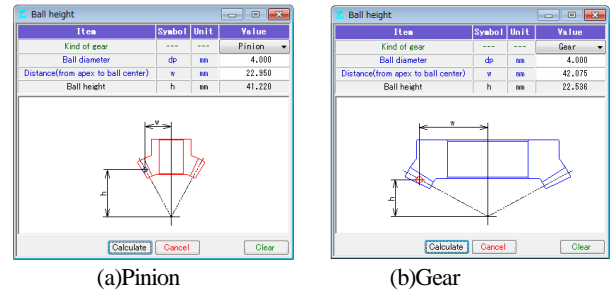 Ball height
Item Symbol Unit Value
Kind of gear --- --- Pinion
Ball diameter dp mm 4.000
Distance(from apex to ball center) w mm 22.950
Ball height h mm 41.220
w
h
Calculate Cancel Clear
(a)Pinion
Ball height
Item Symbol Unit Value
Kind of gear --- --- Gear
Ball diameter dp mm 4.000
Distance(from apex to ball center) w mm 42.075
Ball height h mm 22.536
w
h
Calculate Cancel Clear
(b)Gear